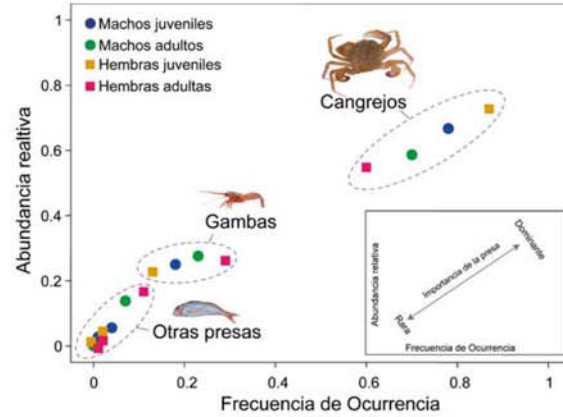 Machos juveniles
Machos adultos
Hembras juveniles
Hembras adultas
Cangrejos
Gambas
Otras presas
Abundancia realtiva
1
0.8
0.6
0.4
0.2
0
0
0.2
0.4
0.6
0.8
1
Frecuencia de Ocurrencia
Abundancia relativa
Dominante
Importancia de la presa
Rara
Frecuencia de Ocurrencia